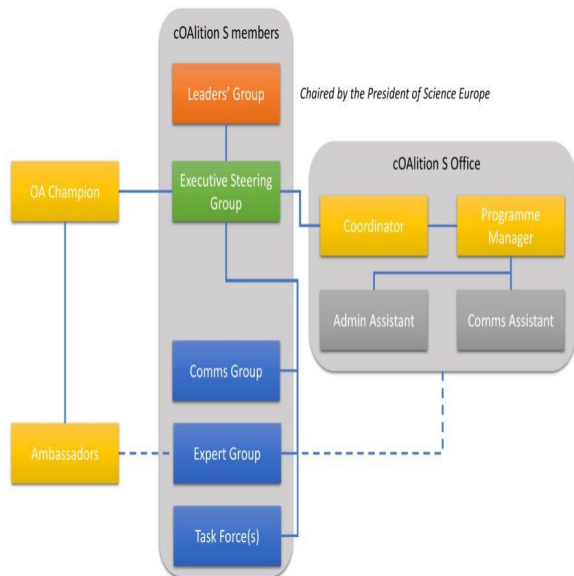 cOAlition S members
Leaders' Group
Chaired by the President of Science Europe
cOAlition S Office
OA Champion
Executive Steering
Group
Coordinator
Programme
Manager
Admin Assistant
Comms Assistant
Comms Group
Ambassadors
Expert Group
Task Force(s)